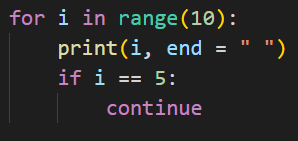 for i in range(10):
    print(i, end = " ")
    if i == 5:
        continue